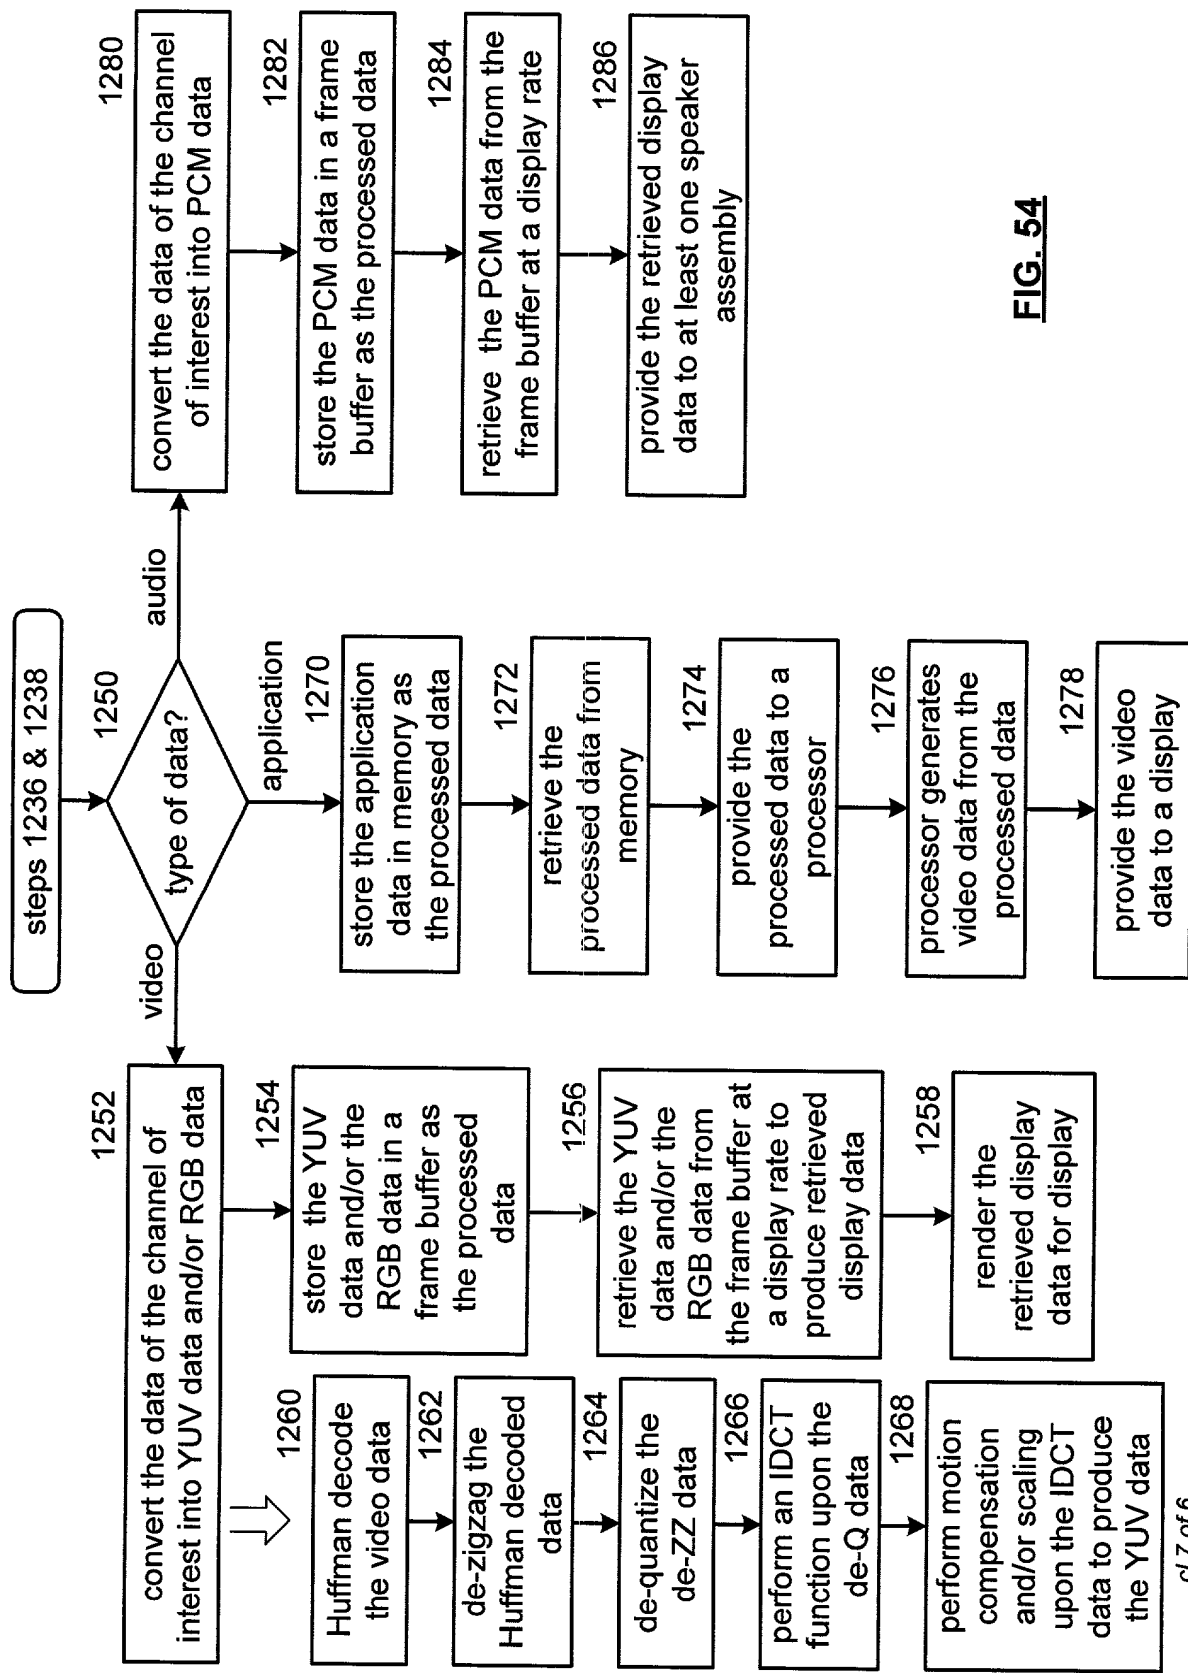 steps 1236 & 1238
1250
type of data?
video
application
audio
1252
convert the data of the channel of
interest into YUV data and/or RGB data
1254
store the YUV
data and/or the
RGB data in a
frame buffer as
the processed
data
1256
retrieve the YUV
data and/or the
RGB data from
the frame buffer at
a display rate to
produce retrieved
display data
1258
render the
retrieved display
data for display
1260
Huffman decode
the video data
1262
de-zigzag the
Huffman decoded
data
1264
de-quantize the
de-ZZ data
1266
perform an IDCT
function upon the
de-Q data
1268
perform motion
compensation
and/or scaling
upon the IDCT
data to produce
the YUV data
cl 7 of 6
1270
store the application
data in memory as
the processed data
1272
retrieve the
processed data from
memory
1274
provide the
processed data to a
processor
1276
processor generates
video data from the
processed data
1278
provide the video
data to a display
1280
convert the data of the channel
of interest into PCM data
1282
store the PCM data in a frame
buffer as the processed data
1284
retrieve the PCM data from the
frame buffer at a display rate
1286
provide the retrieved display
data to at least one speaker
assembly
FIG. 54